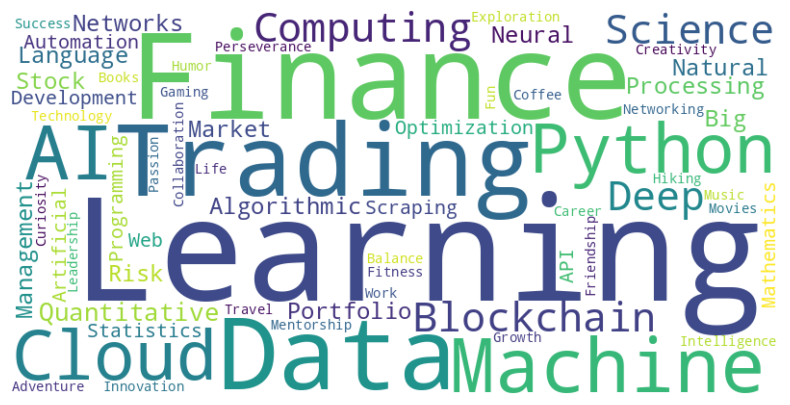 Success
Networks
Computing
Exploration
Science
Automation
Perseverance
Neural
Creativity
Language
Finance
Humor
Natural
Stock
Books
Gaming
Fun
Coffee
Processing
Development
Networking
Technology
Collaboration
Market
Optimization
Big
AI
Trading
Python
Programming
Passion
Life
Hiking
Deep
Music
Management
Curiosity
Artificial
Leadership
Learning
Algorithmic
Scraping
Career
Movies
Mathematics
Web
Risk
Balance
Fitness
API
Friendship
Work
Quantitative
Travel
Portfolio
Blockchain
Statistics
Mentorship
Growth
Intelligence
Cloud
Data
Machine
Adventure
Innovation